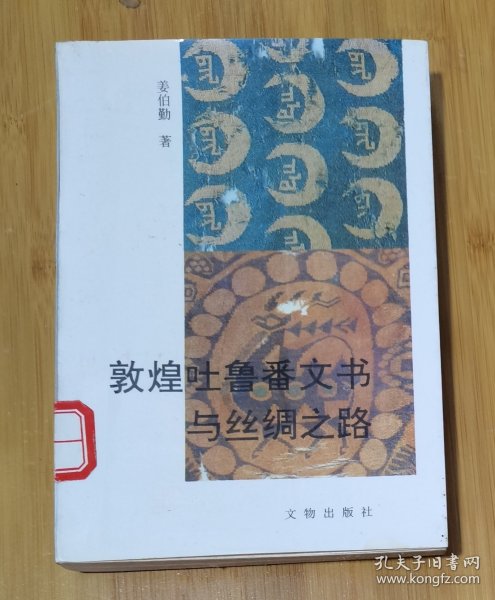 姜伯勤 著
敦煌吐鲁番文书
与丝绸之路
文物出版社
孔夫子旧书网
www.kongfz.com